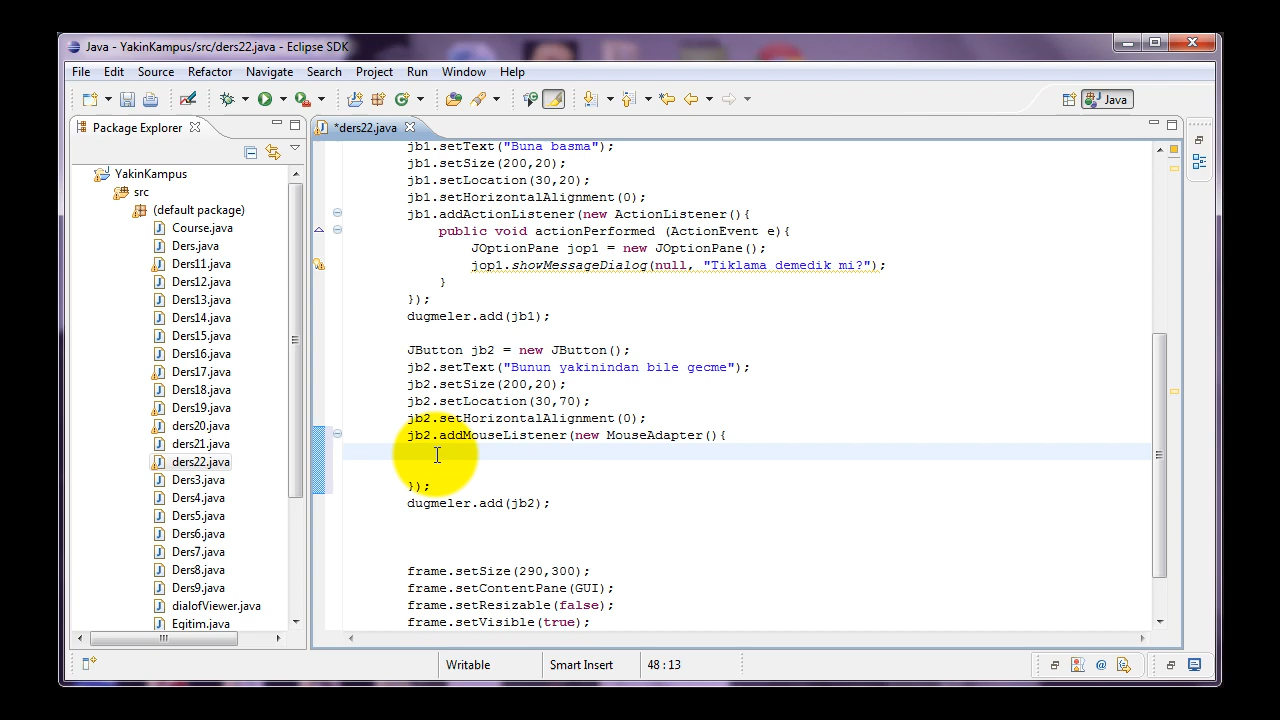 Java - YakinKampus/src/ders22.java - Eclipse SDK
File Edit Source Refactor Navigate Search Project Run Window Help
Java
Package Explorer
*ders22.java
YakinKampus
src
(default package)
Course.java
Ders.java
Ders11.java
Ders12.java
Ders13.java
Ders14.java
Ders15.java
Ders16.java
Ders17.java
Ders18.java
Ders19.java
ders20.java
ders21.java
ders22.java
Ders3.java
Ders4.java
Ders5.java
Ders6.java
Ders7.java
Ders8.java
Ders9.java
dialofViewer.java
Egitim.java
jb1.setText("Buna basma");
jb1.setSize(200,20);
jb1.setLocation(30,20);
jb1.setHorizontalAlignment(0);
jb1.addActionListener(new ActionListener(){
public void actionPerformed (ActionEvent e){
JOptionPane jop1 = new JOptionPane();
jop1.showMessageDialog(null, "Tiklama demedik mi?");
}
});
dugmeler.add(jb1);
JButton jb2 = new JButton();
jb2.setText("Bunun yakinindan bile gecme");
jb2.setSize(200,20);
jb2.setLocation(30,70);
jb2.setHorizontalAlignment(0);
jb2.addMouseListener(new MouseAdapter(){
});
dugmeler.add(jb2);
frame.setSize(290,300);
frame.setContentPane(GUI);
frame.setResizable(false);
frame.setVisible(true);
Writable
Smart Insert
48 : 13